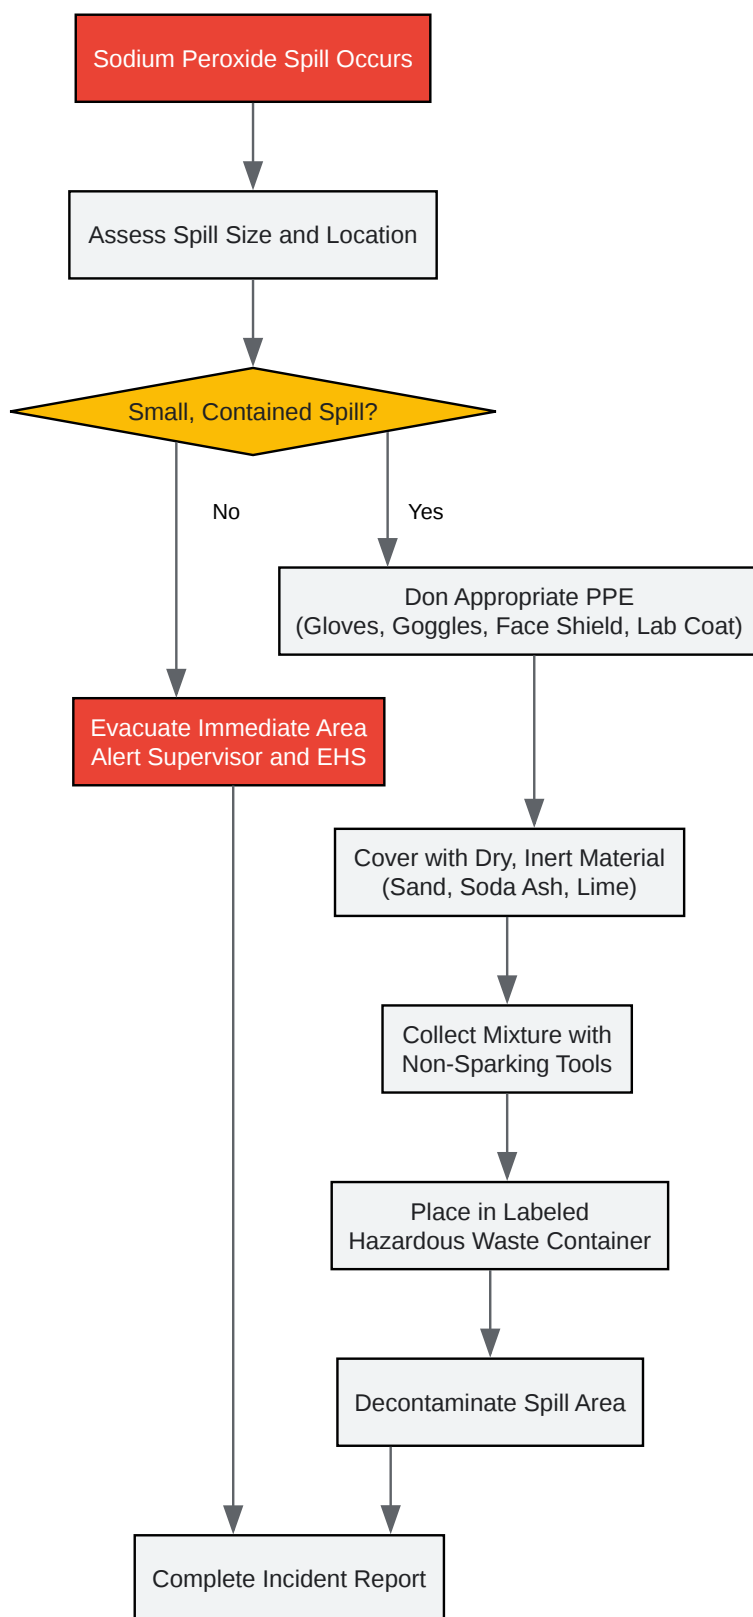 Sodium Peroxide Spill Occurs
Assess Spill Size and Location
Small, Contained Spill?
No
Yes
Don Appropriate PPE
(Gloves, Goggles, Face Shield, Lab Coat)
Evacuate Immediate Area
Alert Supervisor and EHS
Cover with Dry, Inert Material
(Sand, Soda Ash, Lime)
Collect Mixture with
Non-Sparking Tools
Place in Labeled
Hazardous Waste Container
Decontaminate Spill Area
Complete Incident Report